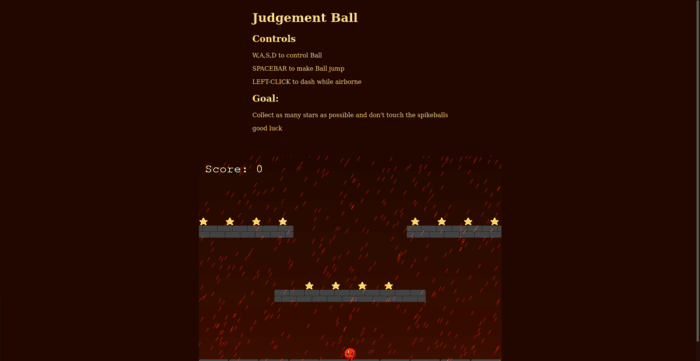 Judgement Ball
Controls
W,A,S,D to control Ball
SPACEBAR to make Ball jump
LEFT-CLICK to dash while airborne
Goal:
Collect as many stars as possible and don't touch the spikeballs
good luck
Score: 0